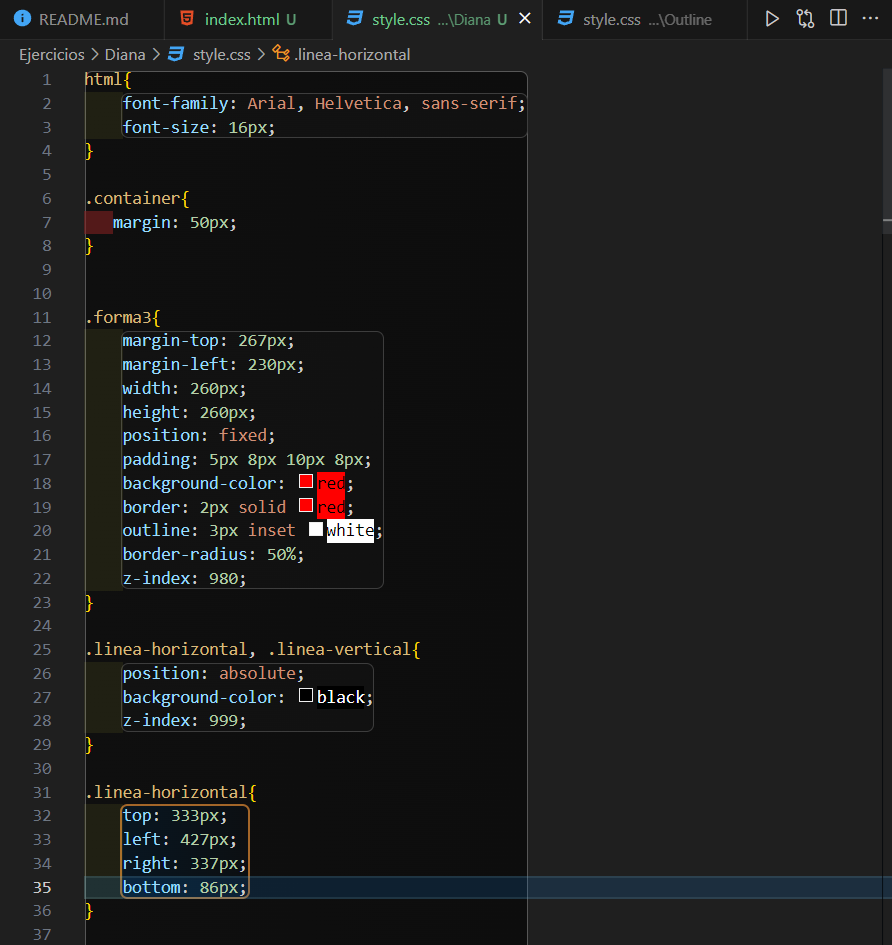 README.md index.html U style.css ...\Diana U style.css ...\Outline
Ejercicios > Diana > style.css > .linea-horizontal
1 html{
2 font-family: Arial, Helvetica, sans-serif;
3 font-size: 16px;
4 }
5
6 .container{
7 margin: 50px;
8 }
9
10
11 .forma3{
12 margin-top: 267px;
13 margin-left: 230px;
14 width: 260px;
15 height: 260px;
16 position: fixed;
17 padding: 5px 8px 10px 8px;
18 background-color: red;
19 border: 2px solid red;
20 outline: 3px inset white;
21 border-radius: 50%;
22 z-index: 980;
23 }
24
25 .linea-horizontal, .linea-vertical{
26 position: absolute;
27 background-color: black;
28 z-index: 999;
29 }
30
31 .linea-horizontal{
32 top: 333px;
33 left: 427px;
34 right: 337px;
35 bottom: 86px;
36 }
37